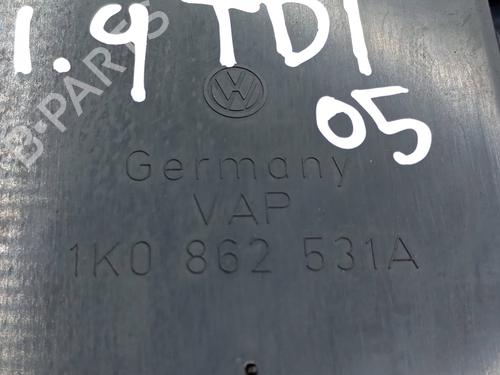 1.9 TDI
05
B-PARTS
Germany
VAP
1K0 862 531A